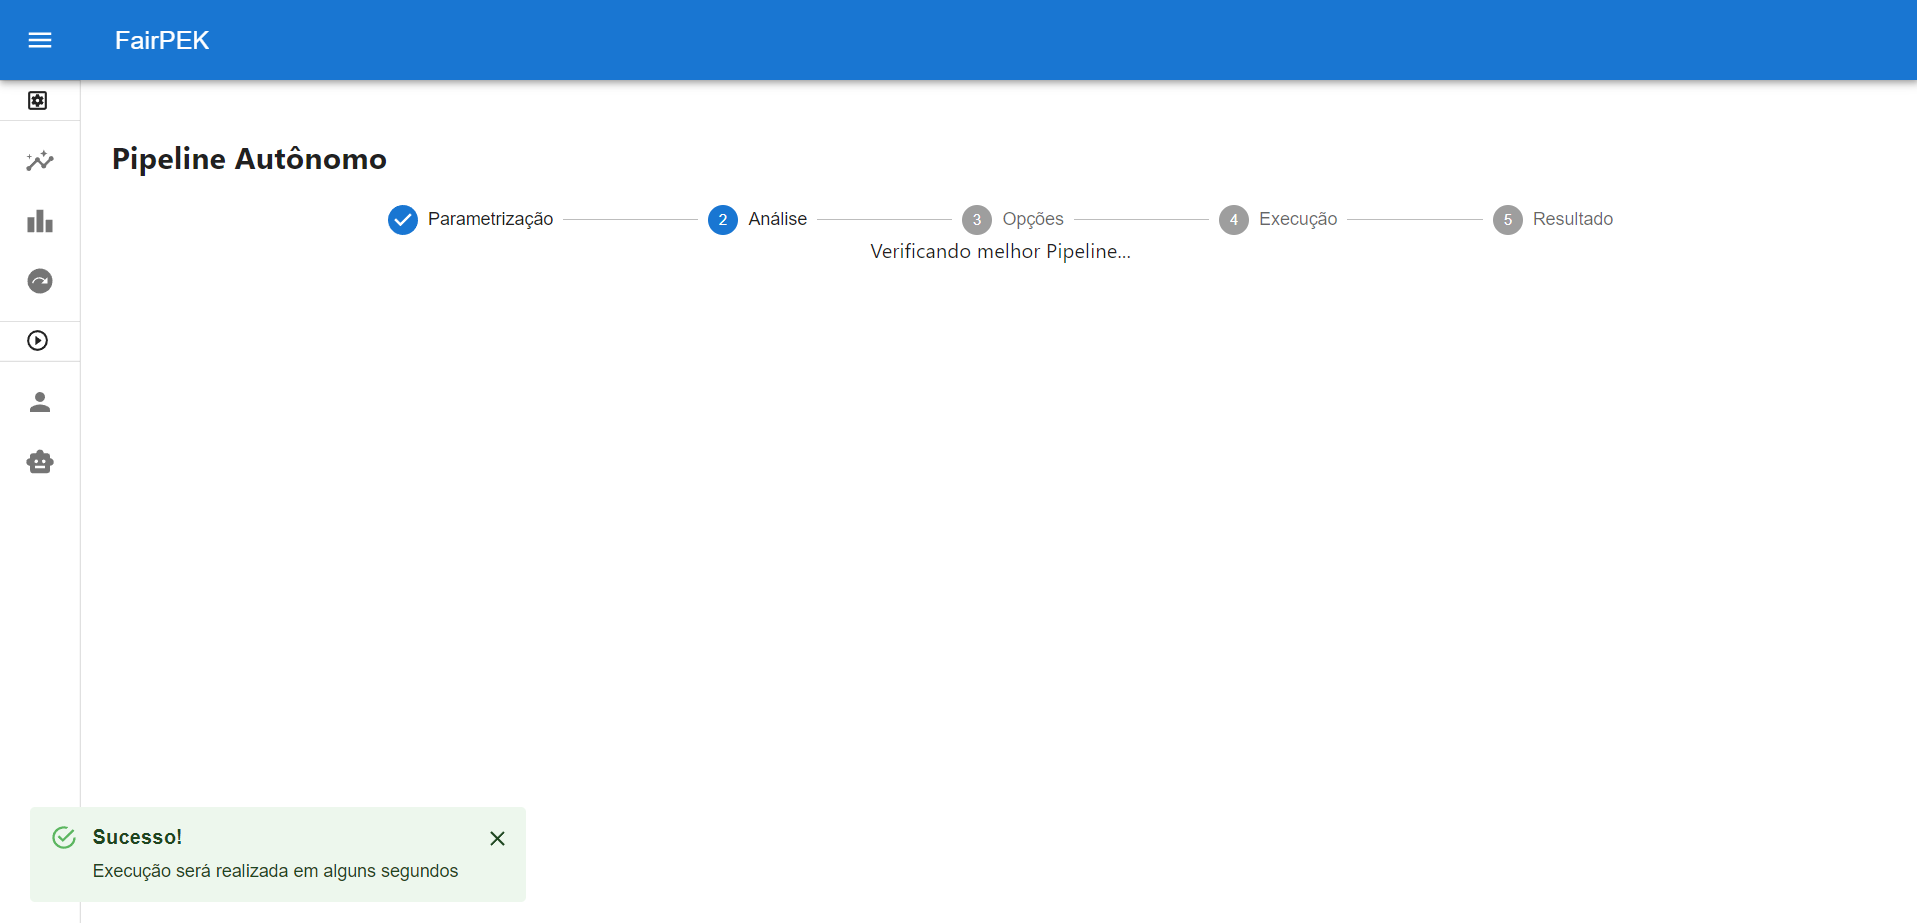 FairPEK
Pipeline Autônomo
Parametrização 2 Análise 3 Opções 4 Execução 5 Resultado
Verificando melhor Pipeline...
Sucesso!
Execução será realizada em alguns segundos